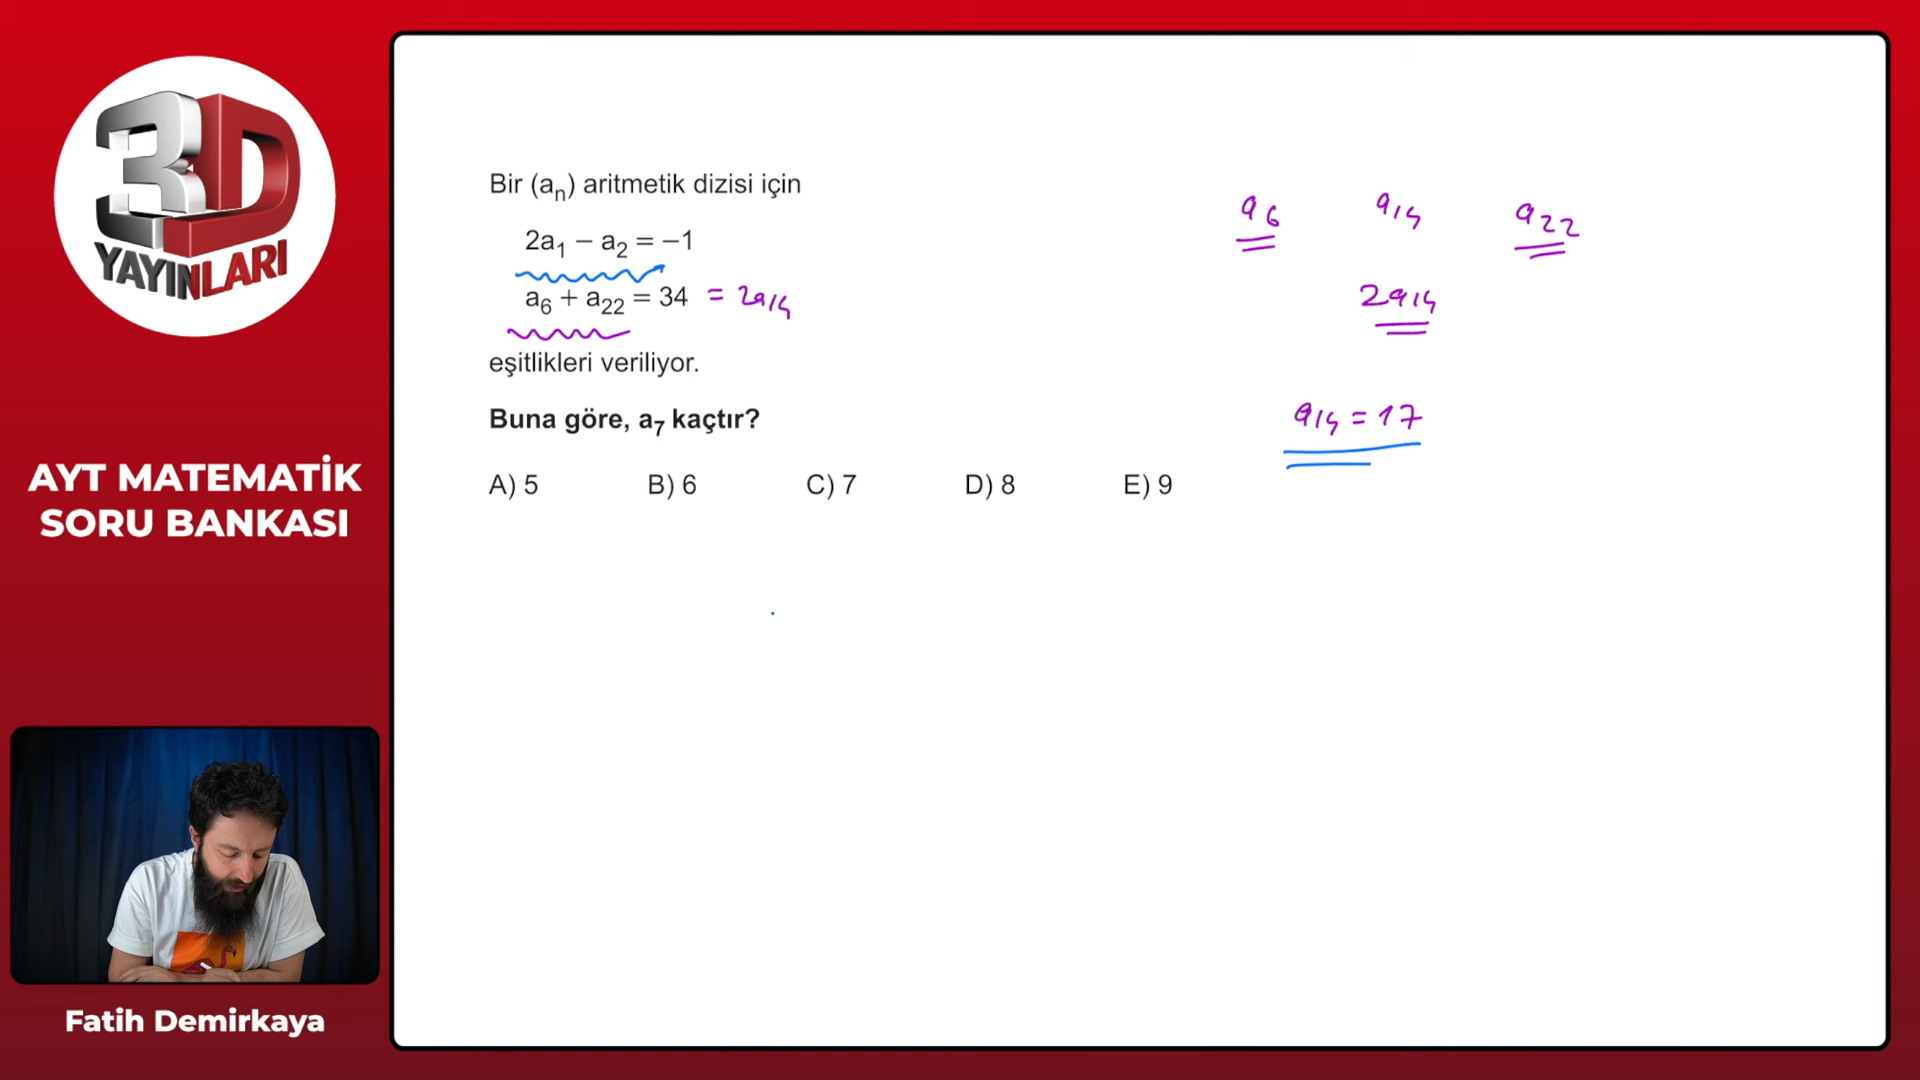 3D
YAYINLARI
AYT MATEMATİK
SORU BANKASI
Fatih Demirkaya
Bir (aₙ) aritmetik dizisi için
2a₁ − a₂ = −1
a₆ + a₂₂ = 34 = 2a₁₄
eşitlikleri veriliyor.
Buna göre, a₇ kaçtır?
A) 5 B) 6 C) 7 D) 8 E) 9
a₆ a₁₄ a₂₂
2a₁₄
a₁₄ = 17